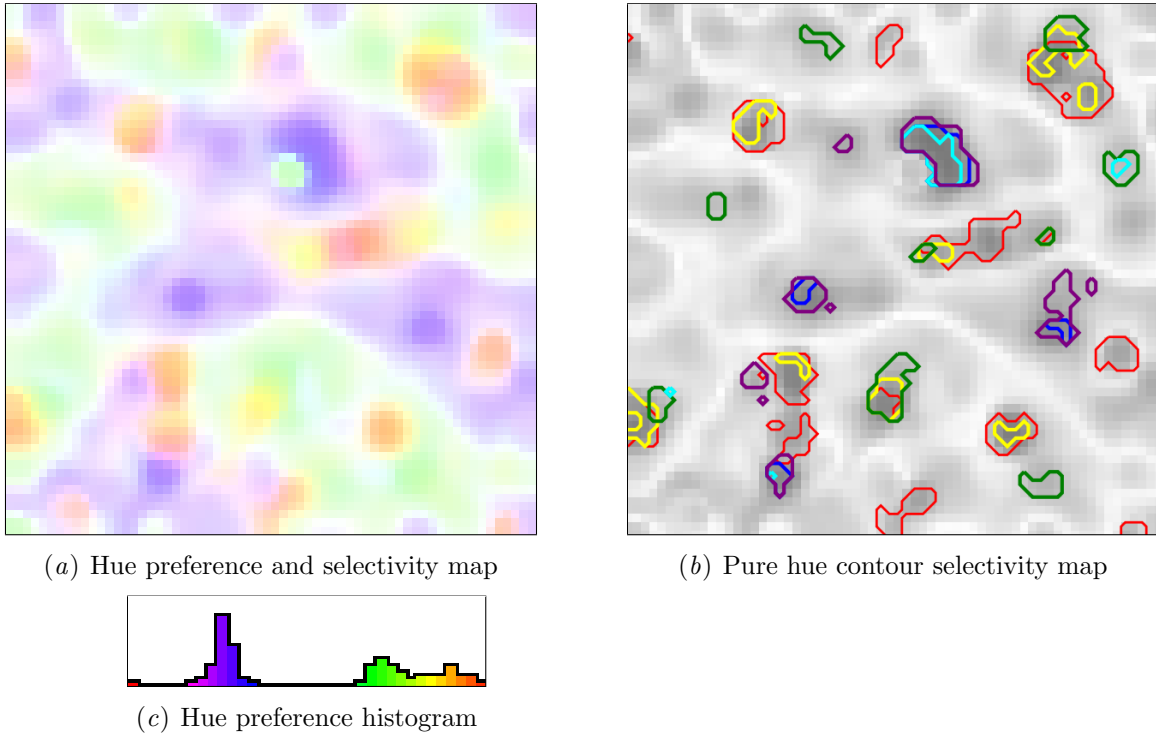 (a) Hue preference and selectivity map
(b) Pure hue contour selectivity map
(c) Hue preference histogram